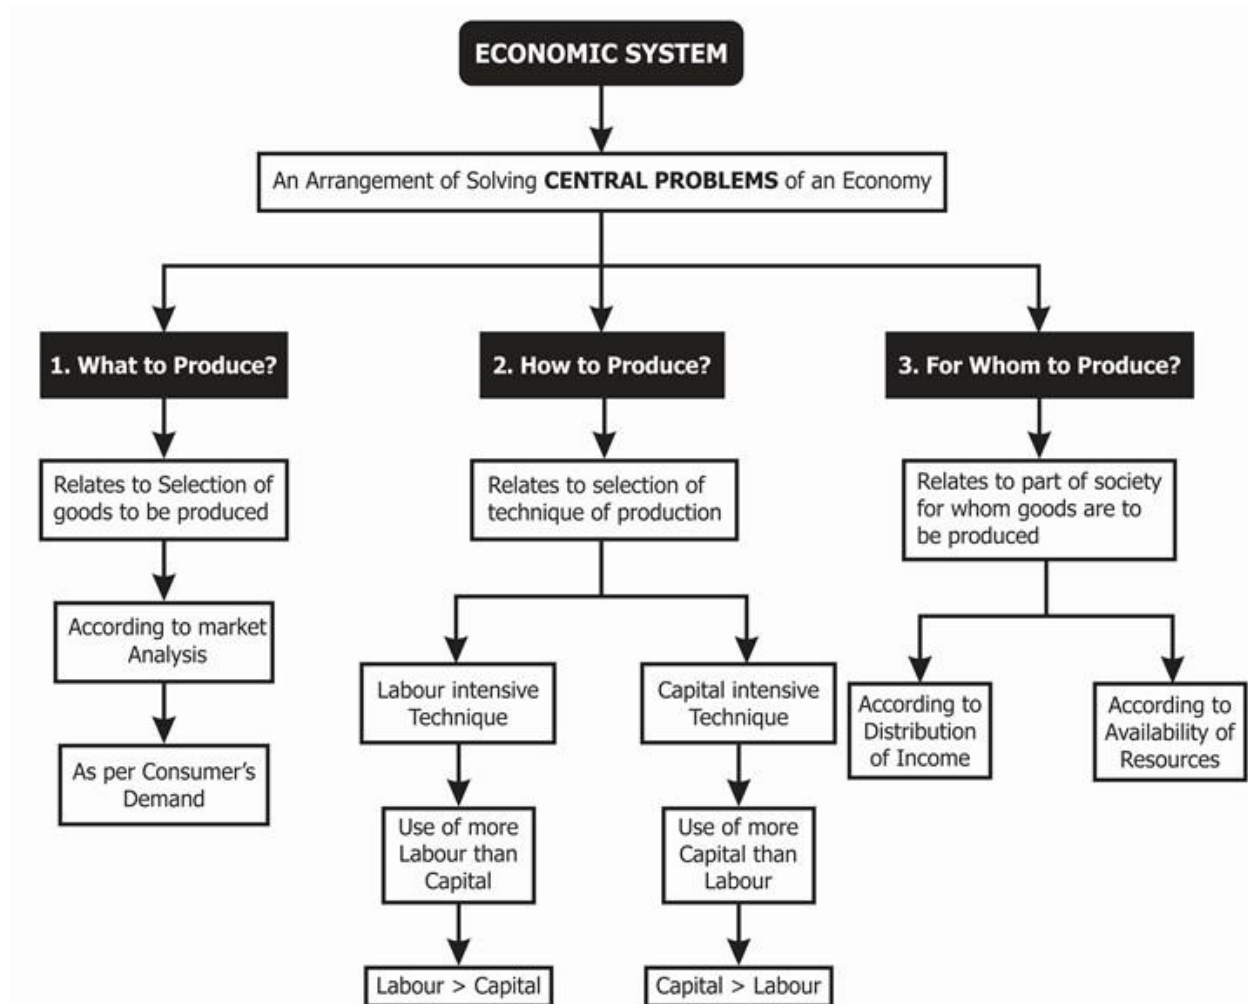 ECONOMIC SYSTEM
An Arrangement of Solving CENTRAL PROBLEMS of an Economy
1. What to Produce?
2. How to Produce?
3. For Whom to Produce?
Relates to Selection of
goods to be produced
Relates to selection of
technique of production
Relates to part of society
for whom goods are to
be produced
According to market
Analysis
Labour intensive
Technique
Capital intensive
Technique
According to
Distribution
of Income
According to
Availability of
Resources
As per Consumer’s
Demand
Use of more
Labour than
Capital
Use of more
Capital than
Labour
Labour > Capital
Capital > Labour